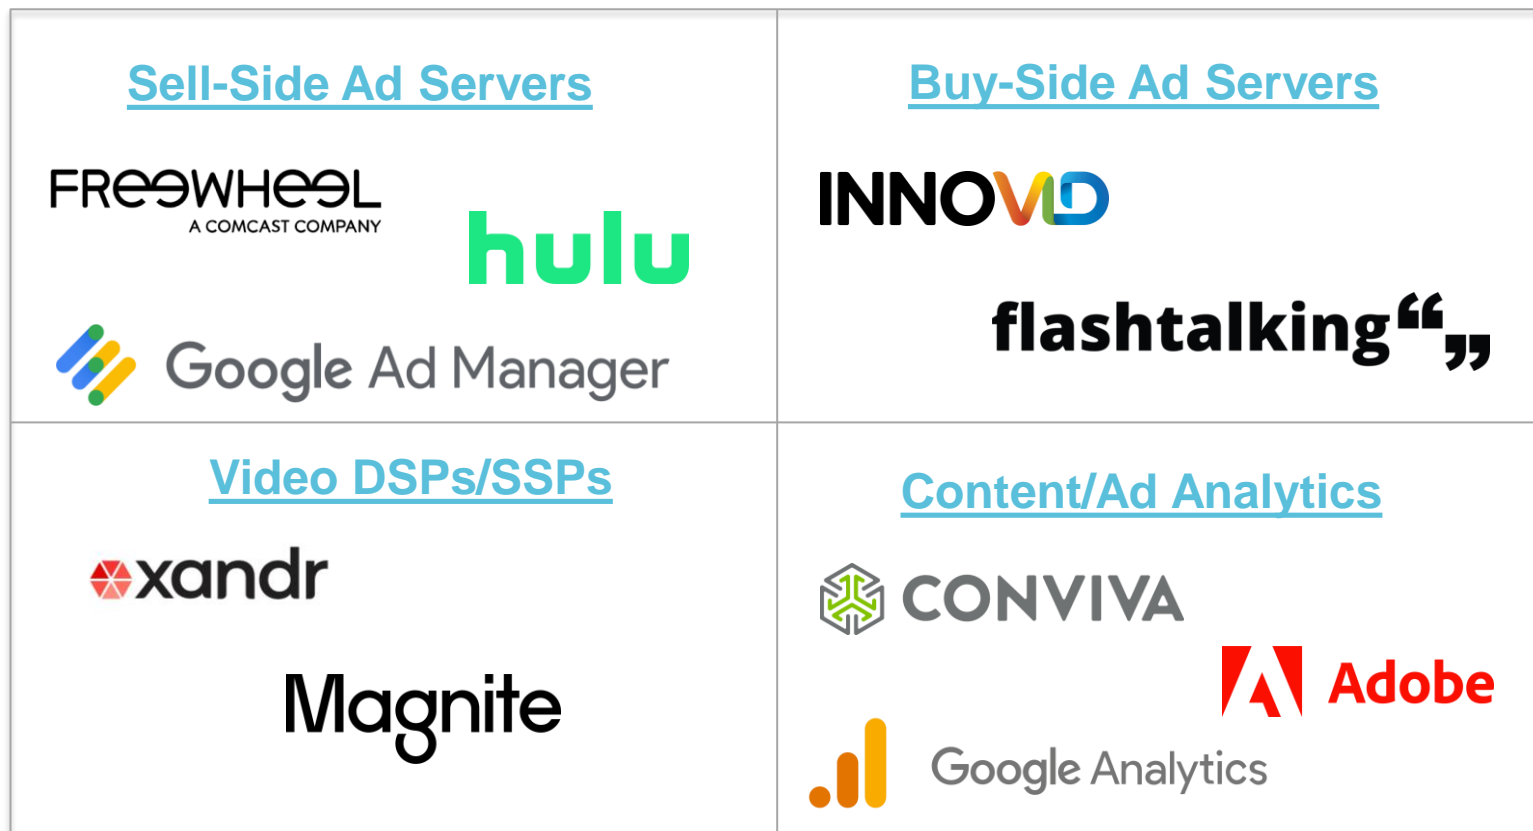 Sell-Side Ad Servers
FREEWHEEL
A COMCAST COMPANY
hulu
Google Ad Manager
Buy-Side Ad Servers
INNOVID
flashtalking“„
Video DSPs/SSPs
xandr
Magnite
Content/Ad Analytics
CONVIVA
Adobe
Google Analytics